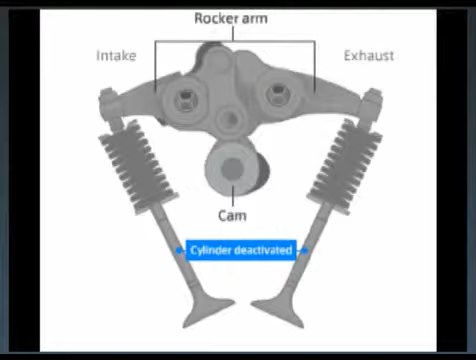 Rocker arm
Intake
Exhaust
Cam
Cylinder deactivated